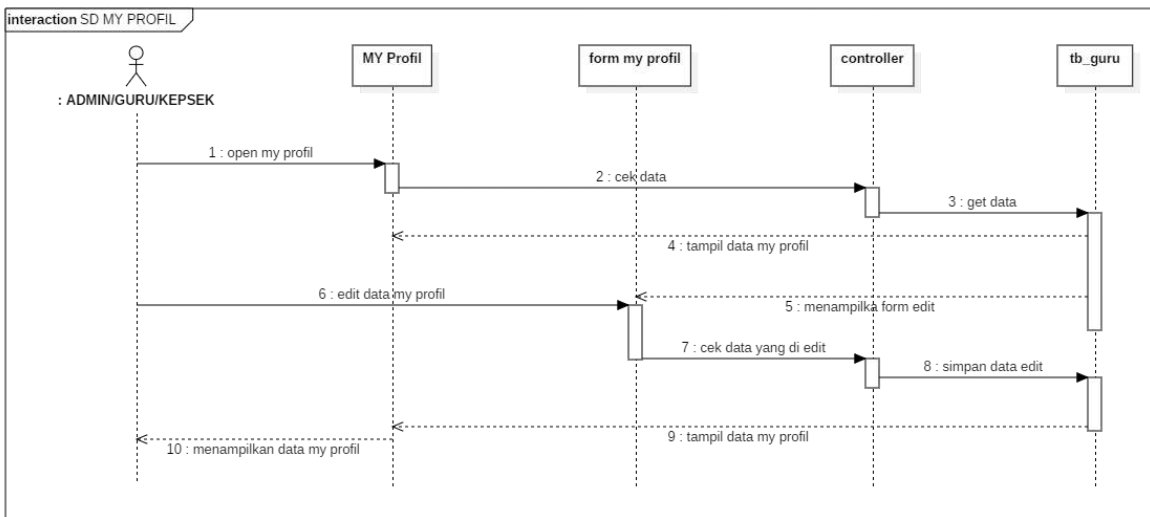 interaction SD MY PROFIL
MY Profil
form my profil
controller
tb_guru
: ADMIN/GURU/KEPSEK
1 : open my profil
2 : cek data
3 : get data
4 : tampil data my profil
5 : menampilka form edit
6 : edit data my profil
7 : cek data yang di edit
8 : simpan data edit
9 : tampil data my profil
10 : menampilkan data my profil